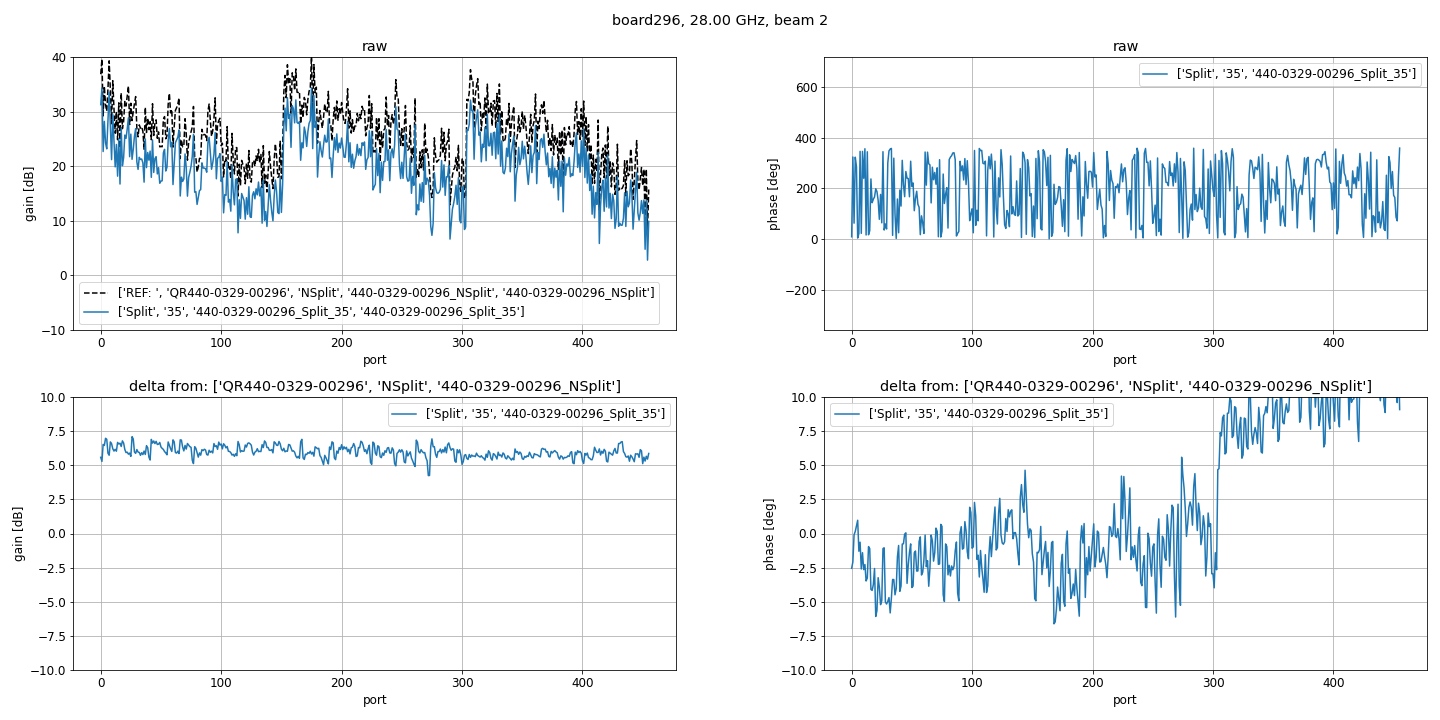 board296, 28.00 GHz, beam 2
raw
gain [dB]
40
30
20
10
0
−10
0
100
200
300
400
port
['REF: ', 'QR440-0329-00296', 'NSplit', '440-0329-00296_NSplit', '440-0329-00296_NSplit']
['Split', '35', '440-0329-00296_Split_35', '440-0329-00296_Split_35']
raw
phase [deg]
600
400
200
0
−200
0
100
200
300
400
port
['Split', '35', '440-0329-00296_Split_35']
delta from: ['QR440-0329-00296', 'NSplit', '440-0329-00296_NSplit']
gain [dB]
10.0
7.5
5.0
2.5
0.0
−2.5
−5.0
−7.5
−10.0
0
100
200
300
400
port
['Split', '35', '440-0329-00296_Split_35']
delta from: ['QR440-0329-00296', 'NSplit', '440-0329-00296_NSplit']
phase [deg]
10.0
7.5
5.0
2.5
0.0
−2.5
−5.0
−7.5
−10.0
0
100
200
300
400
port
['Split', '35', '440-0329-00296_Split_35']